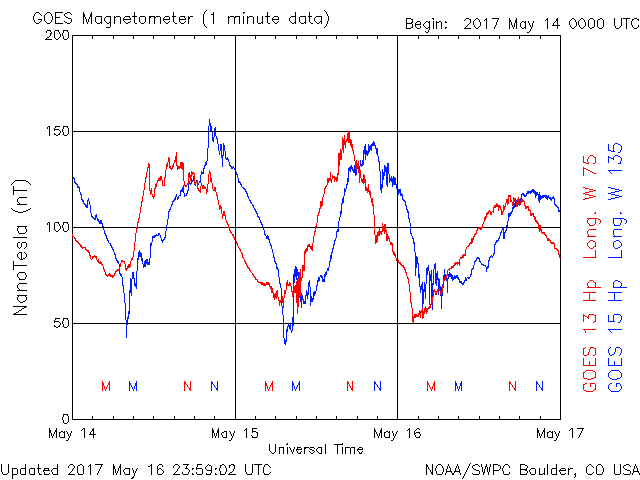 GOES Magnetometer (1 minute data)
Begin: 2017 May 14 0000 UTC
200
150
100
50
0
NanoTesla (nT)
M M N N M M N N M M N N
May 14 May 15 May 16 May 17
Universal Time
GOES 13 Hp Long. W 75
GOES 15 Hp Long. W 135
Updated 2017 May 16 23:59:02 UTC
NOAA/SWPC Boulder, CO USA